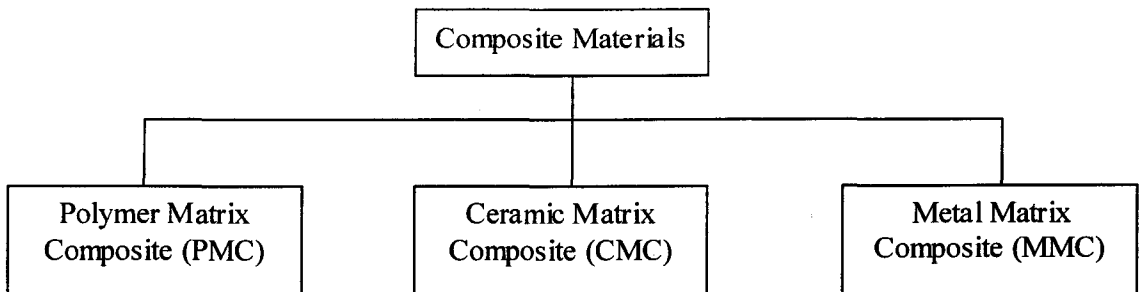 Composite Materials
Polymer Matrix
Composite (PMC)
Ceramic Matrix
Composite (CMC)
Metal Matrix
Composite (MMC)